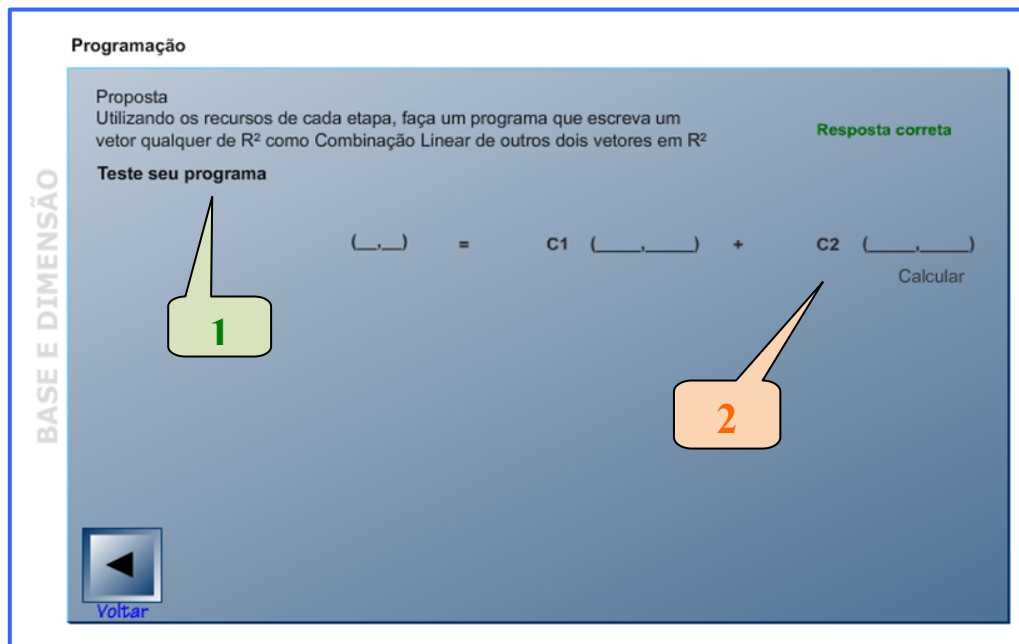 Programação
Proposta
Utilizando os recursos de cada etapa, faça um programa que escreva um
vetor qualquer de R² como Combinação Linear de outros dois vetores em R²
Resposta correta
Teste seu programa
BASE E DIMENSÃO
(__,__) = C1 (____,_____) + C2 (_____,_____)
Calcular
1
2
Voltar